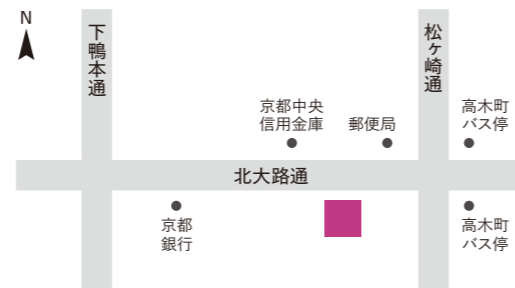 N
下鴨本通
松ヶ崎通
京都中央
信用金庫
郵便局
高木町
バス停
北大路通
京都
銀行
高木町
バス停